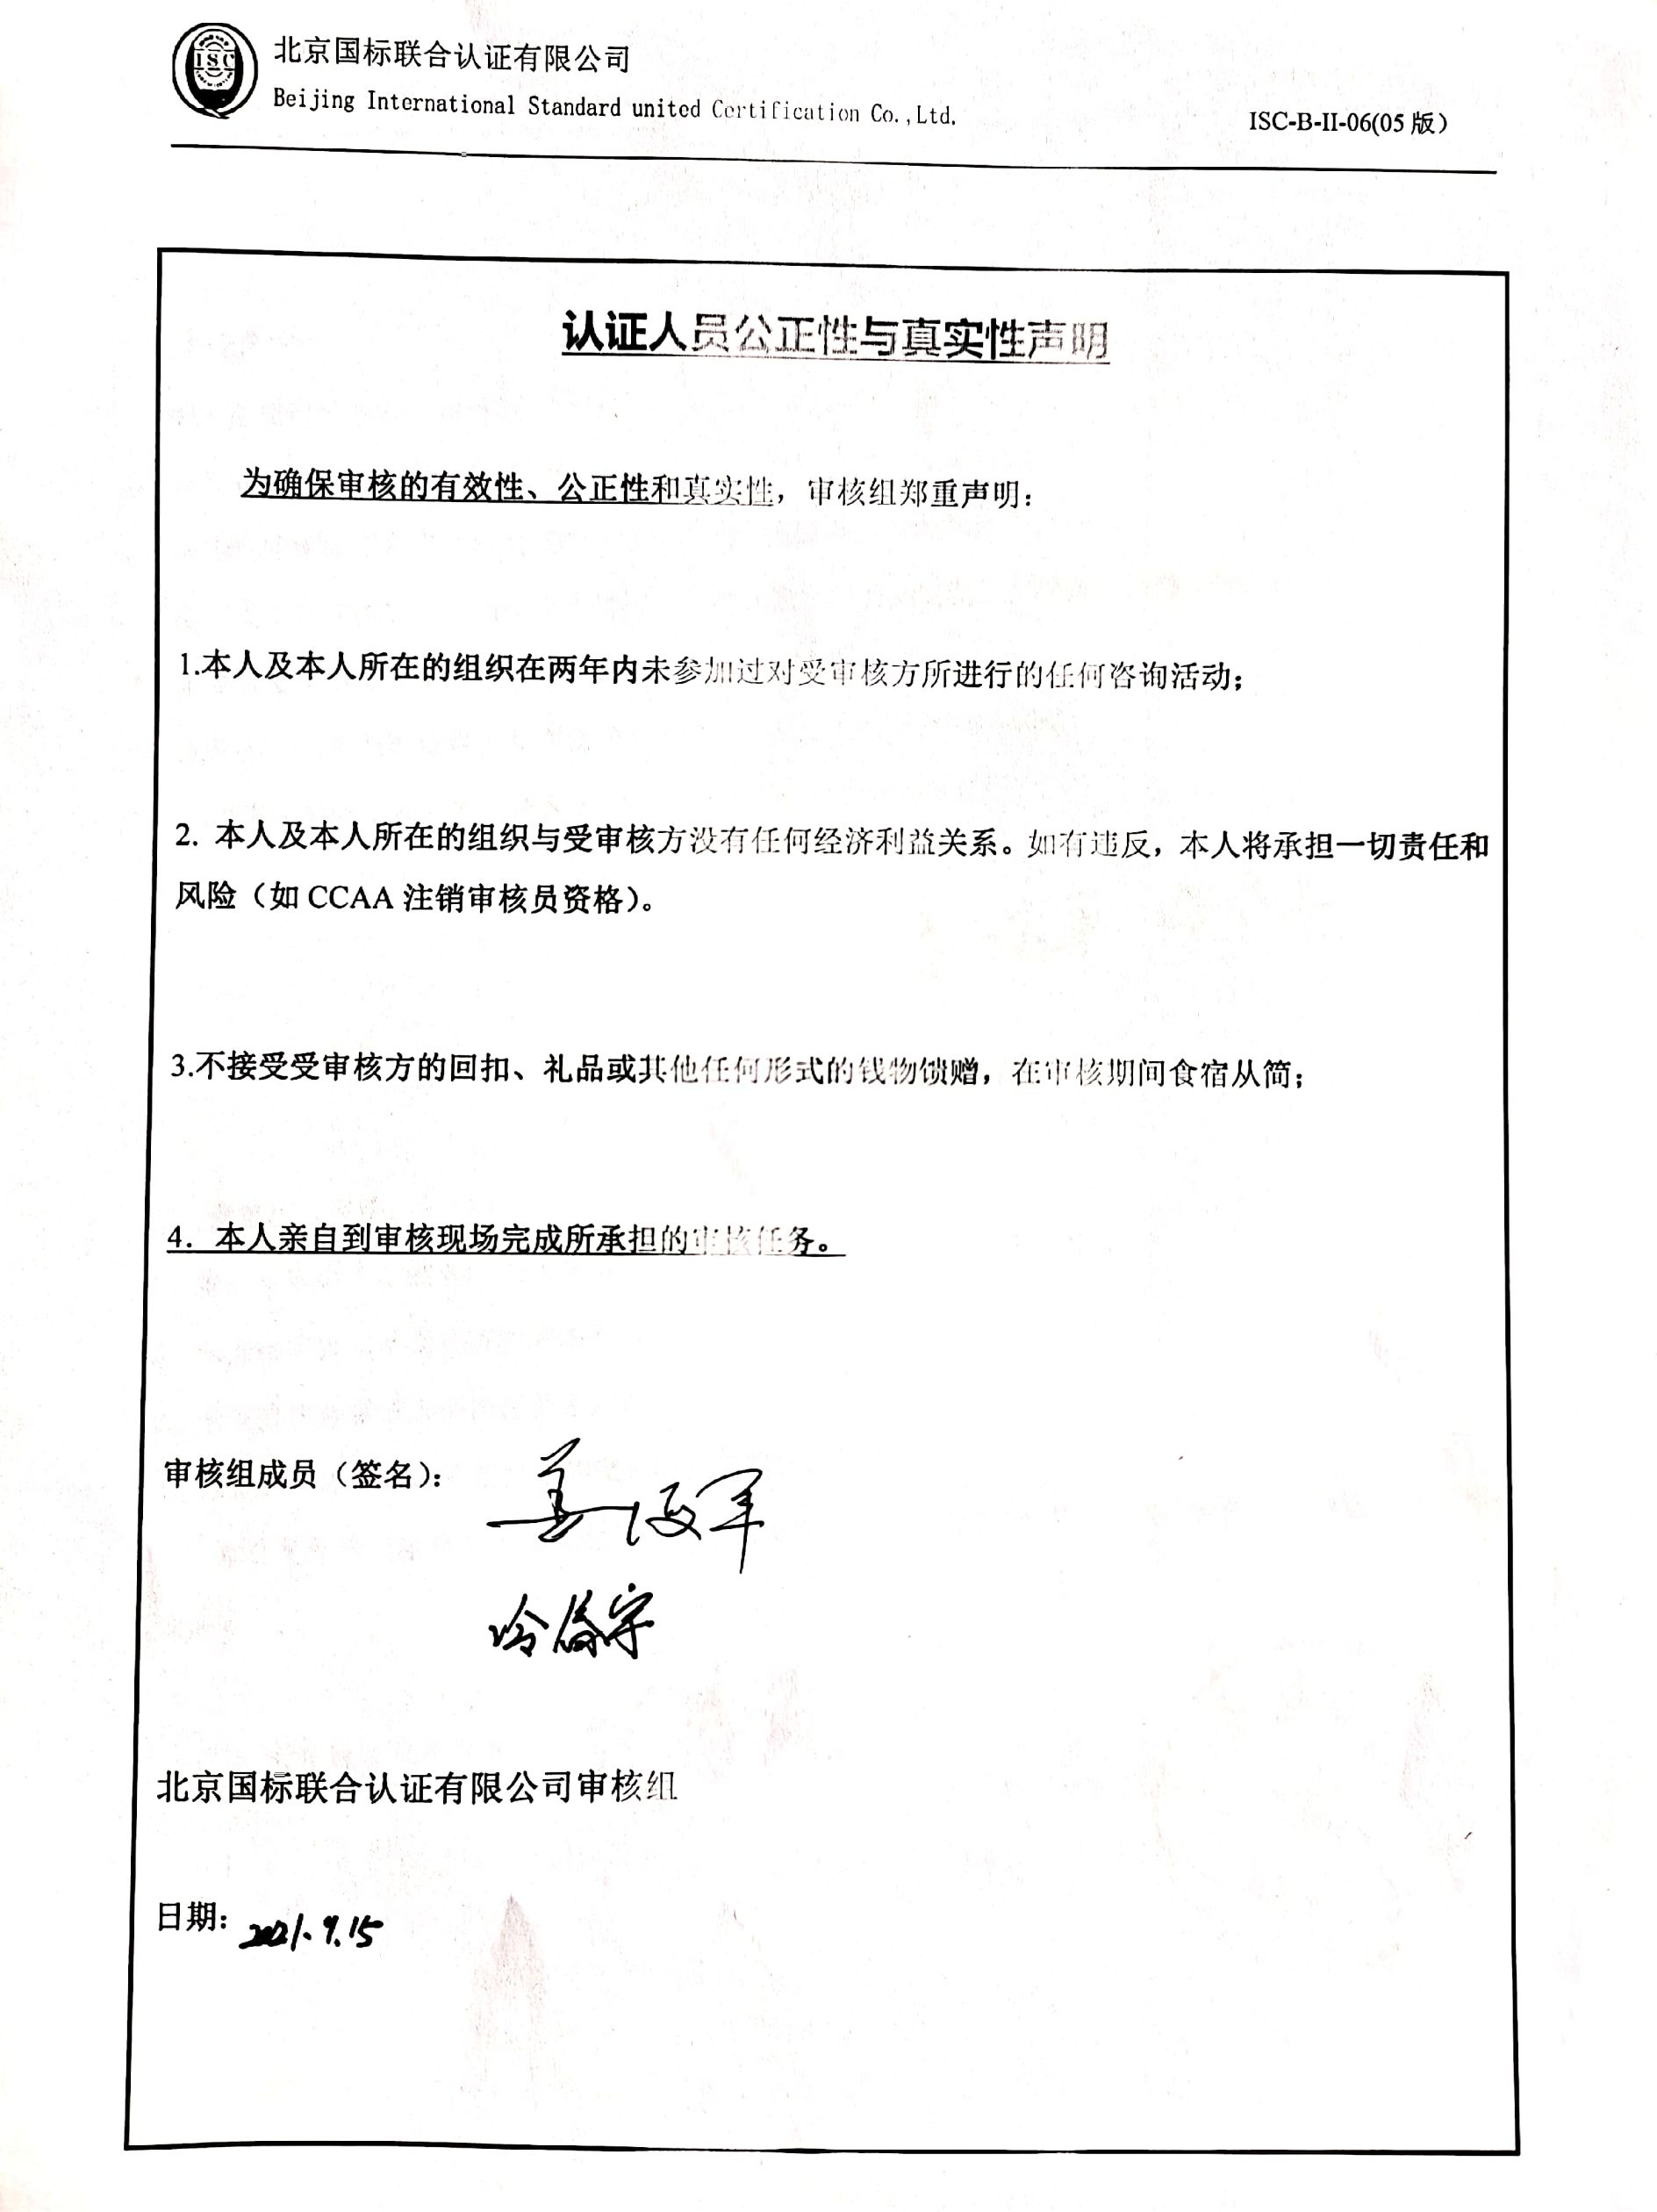 ISC
北京国标联合认证有限公司
Beijing International Standard united Certification Co.,Ltd.
ISC-B-II-06(05 版)
认证人员公正性与真实性声明
为确保审核的有效性、公正性和真实性，审核组郑重声明：
1.本人及本人所在的组织在两年内未参加过对受审核方所进行的任何咨询活动；
2. 本人及本人所在的组织与受审核方没有任何经济利益关系。如有违反，本人将承担一切责任和
风险（如 CCAA 注销审核员资格）。
3.不接受受审核方的回扣、礼品或其他任何形式的钱物馈赠，在审核期间食宿从简；
4. 本人亲自到审核现场完成所承担的审核任务。
审核组成员（签名）：
北京国标联合认证有限公司审核组
日期：2021.9.15